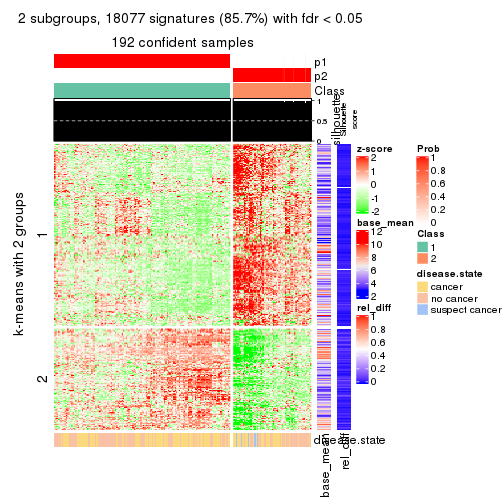 2 subgroups, 18077 signatures (85.7%) with fdr < 0.05
192 confident samples
p1
p2
Class
1
0.5
0
silhouette
Silhouette
score
k-means with 2 groups
1
2
disease.state
base_mean
rel_diff
z-score
2
1
0
-1
-2
base_mean
12
10
8
6
4
2
rel_diff
1
0.8
0.6
0.4
0.2
0
Prob
1
0.8
0.6
0.4
0.2
0
Class
1
2
disease.state
cancer
no cancer
suspect cancer